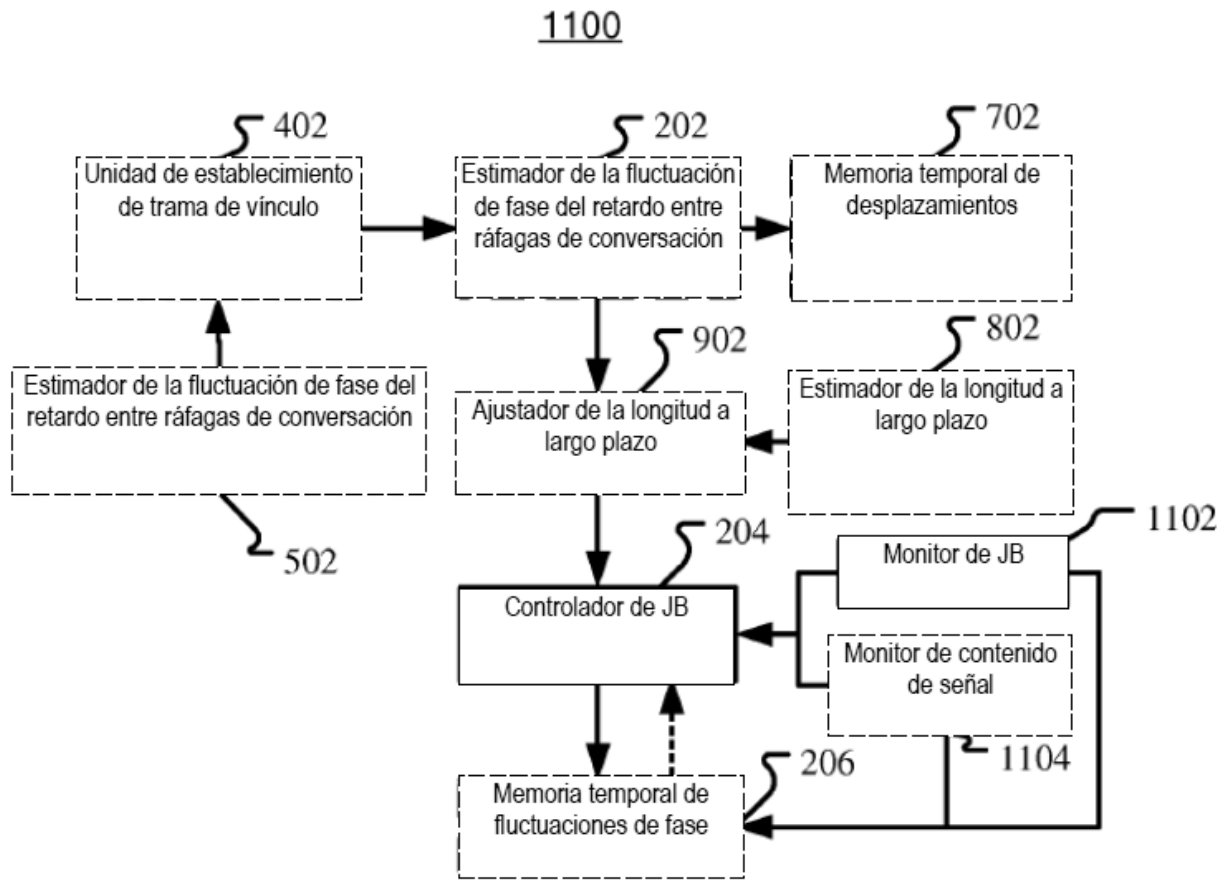 1100
402
Unidad de establecimiento
de trama de vínculo
202
Estimador de la fluctuación
de fase del retardo entre
ráfagas de conversación
702
Memoria temporal de
desplazamientos
Estimador de la fluctuación de fase del
retardo entre ráfagas de conversación
502
902
Ajustador de la longitud a
largo plazo
802
Estimador de la longitud a
largo plazo
204
Controlador de JB
1102
Monitor de JB
Monitor de contenido
de señal
1104
206
Memoria temporal de
fluctuaciones de fase